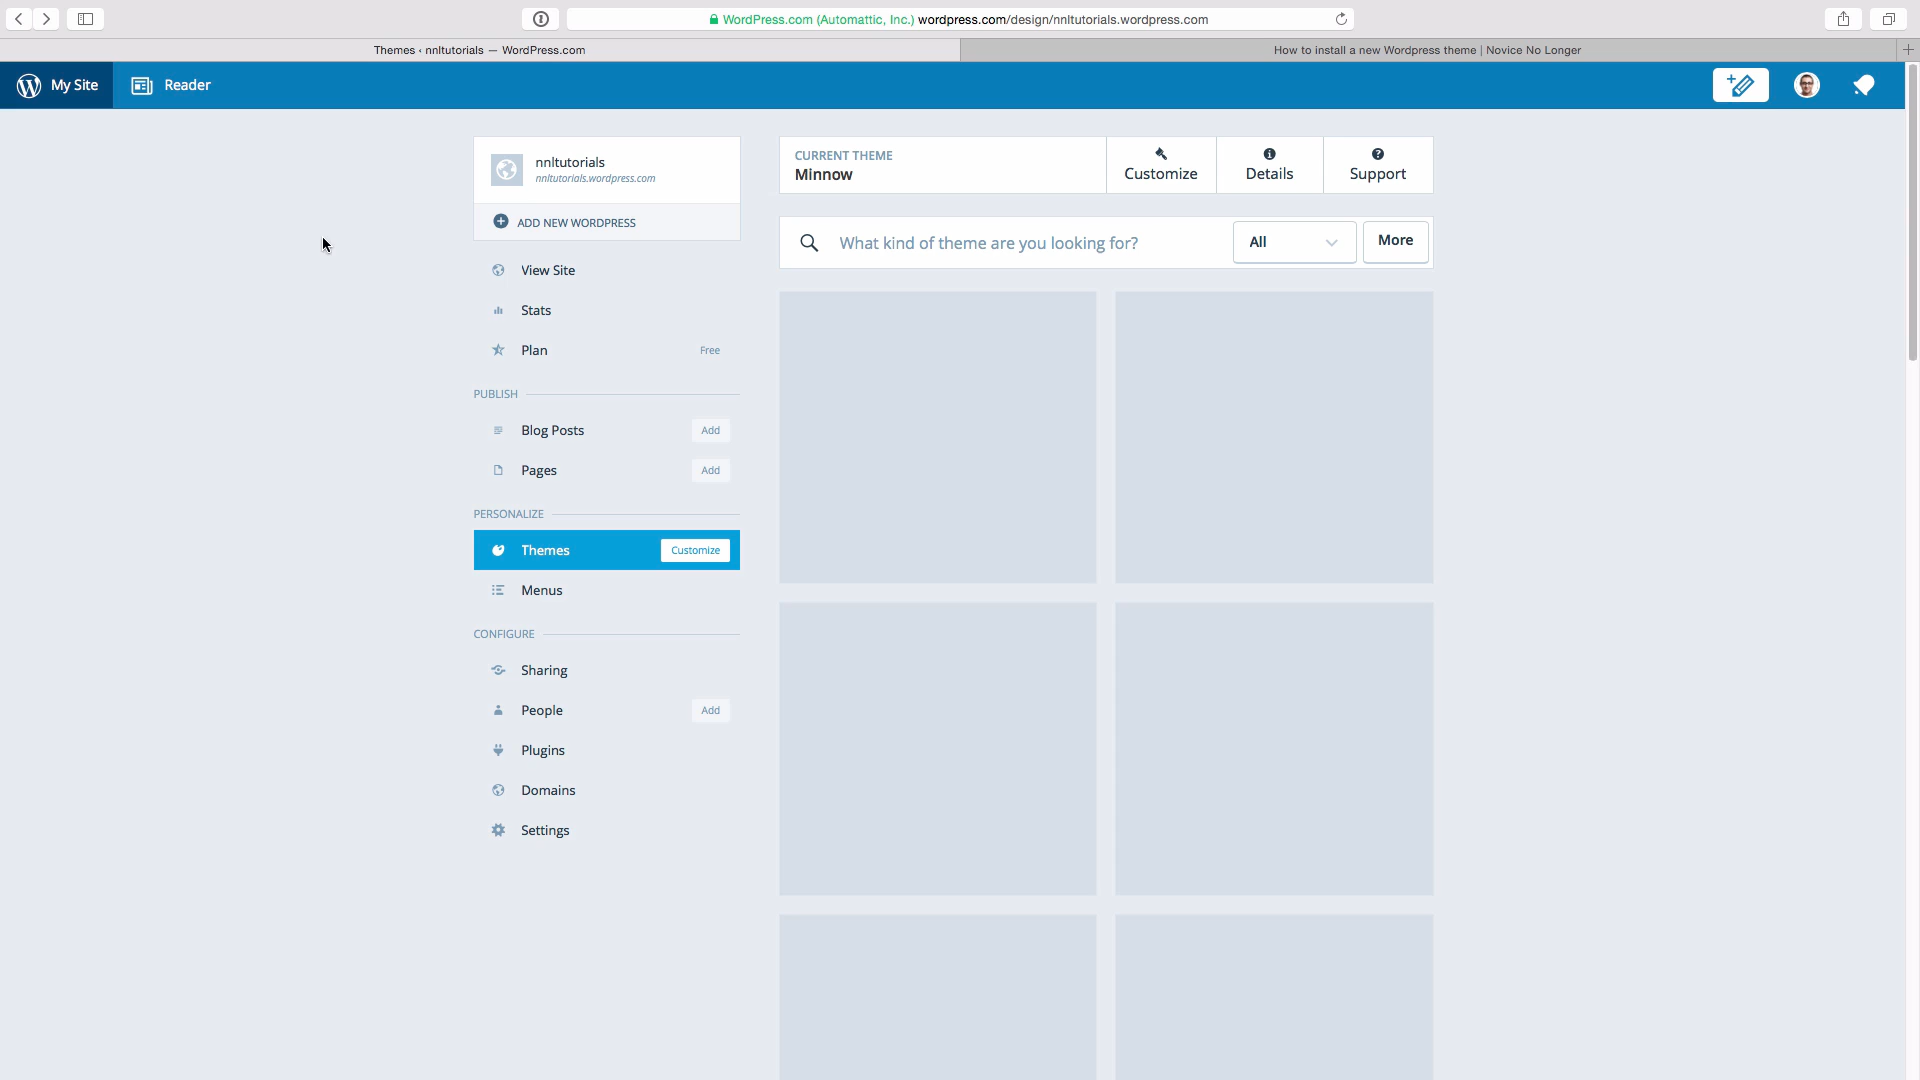 WordPress.com (Automattic, Inc.) wordpress.com/design/nnltutorials.wordpress.com
Themes ‹ nnltutorials — WordPress.com
How to install a new Wordpress theme | Novice No Longer
My Site
Reader
nnltutorials
nnltutorials.wordpress.com
ADD NEW WORDPRESS
View Site
Stats
Plan Free
PUBLISH
Blog Posts Add
Pages Add
PERSONALIZE
Themes Customize
Menus
CONFIGURE
Sharing
People Add
Plugins
Domains
Settings
CURRENT THEME
Minnow
Customize
Details
Support
What kind of theme are you looking for?
All
More